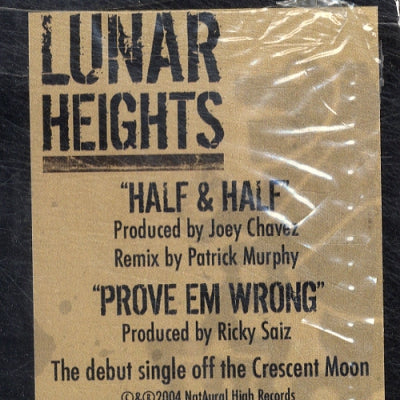 LUNAR
HEIGHTS
"HALF & HALF"
Produced by Joey Chavez
Remix by Patrick Murphy
"PROVE EM WRONG"
Produced by Ricky Saiz
The debut single off the Crescent Moon
©&®2004 NatAural High Records